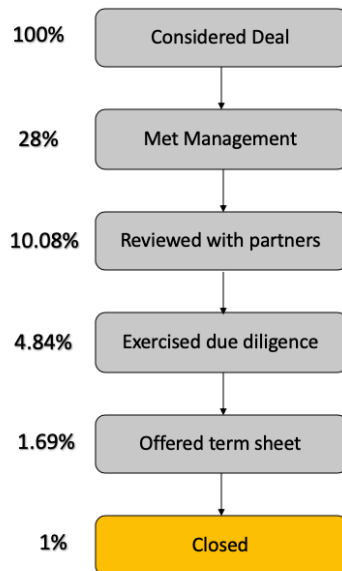 100% Considered Deal
28% Met Management
10.08% Reviewed with partners
4.84% Exercised due diligence
1.69% Offered term sheet
1% Closed